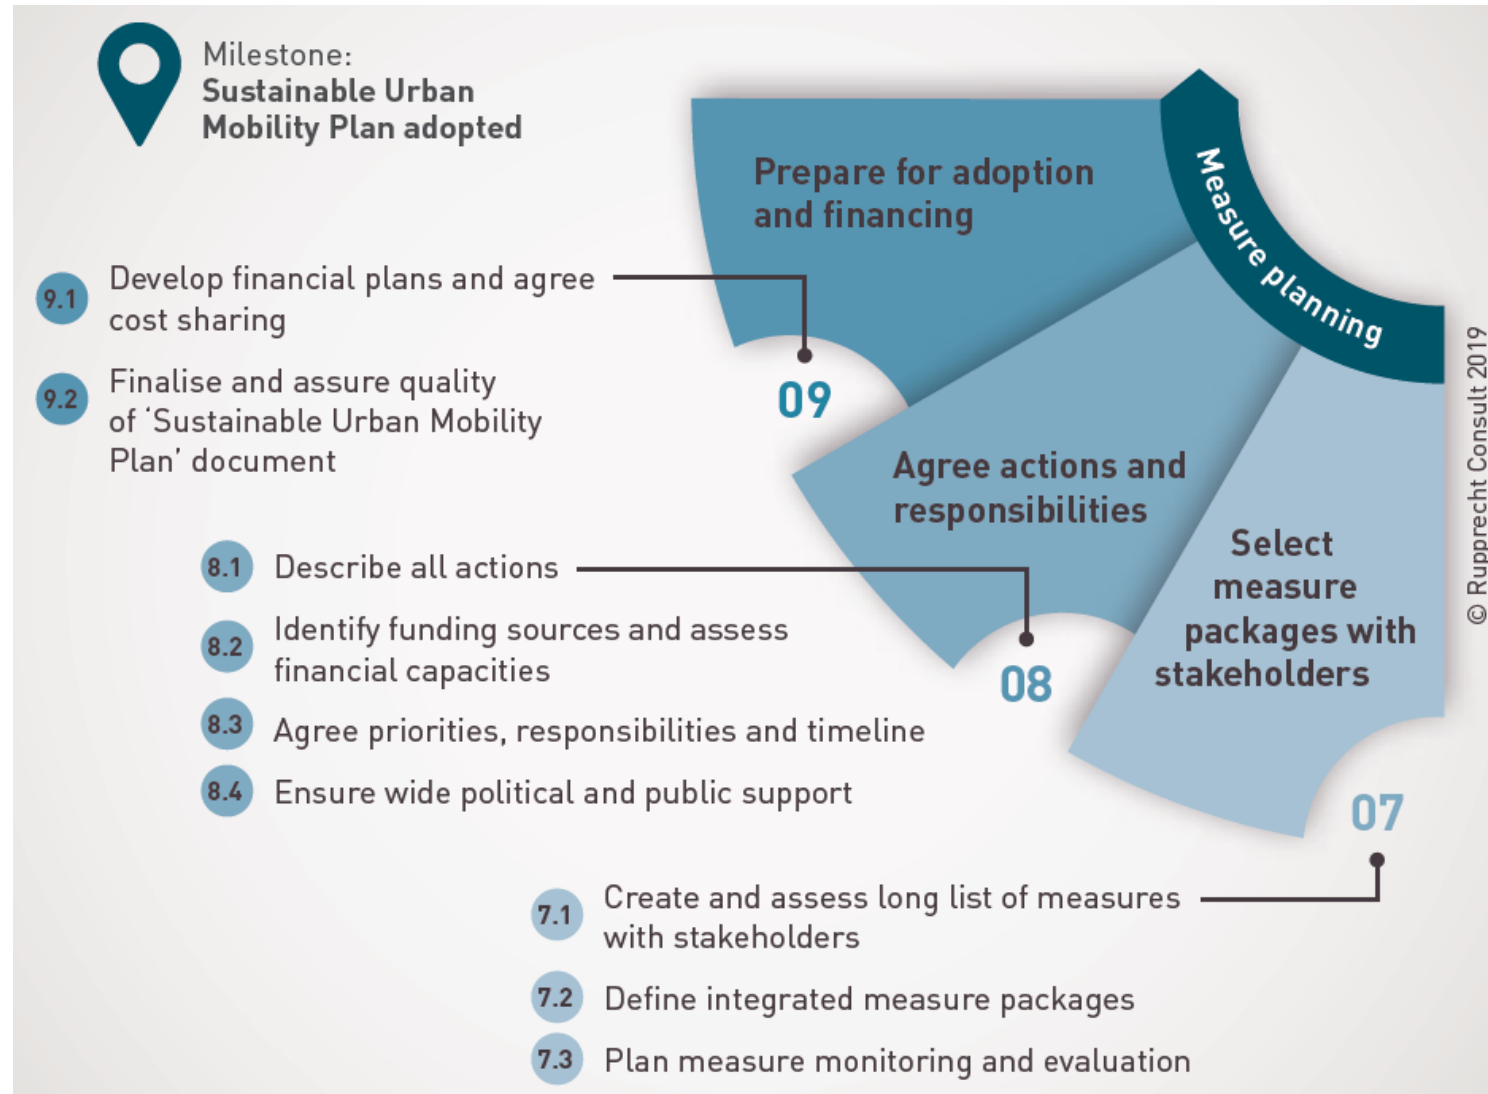 Milestone:
Sustainable Urban
Mobility Plan adopted
Measure planning
Prepare for adoption
and financing
9.1 Develop financial plans and agree
cost sharing
9.2 Finalise and assure quality
of ‘Sustainable Urban Mobility
Plan’ document
09
Agree actions and
responsibilities
8.1 Describe all actions
8.2 Identify funding sources and assess
financial capacities
8.3 Agree priorities, responsibilities and timeline
8.4 Ensure wide political and public support
08
Select
measure
packages with
stakeholders
07
7.1 Create and assess long list of measures
with stakeholders
7.2 Define integrated measure packages
7.3 Plan measure monitoring and evaluation
© Rupprecht Consult 2019